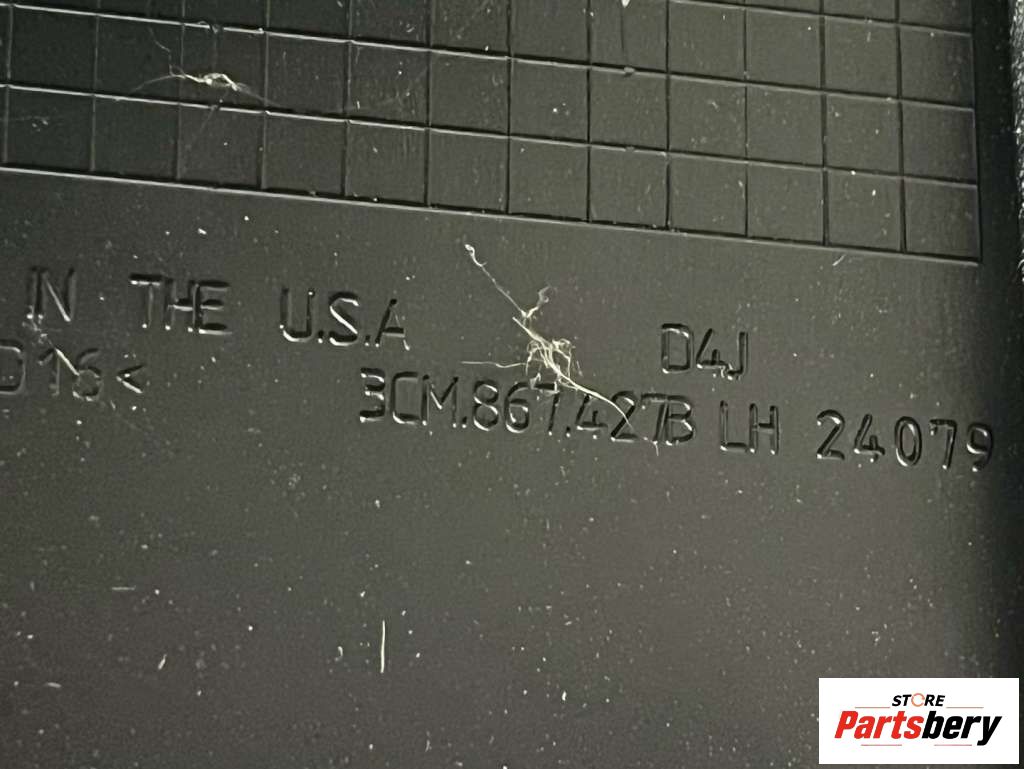 IN THE U.S.A D4J
D16< 3CM.867.427B LH 24079
STORE
Partsbery